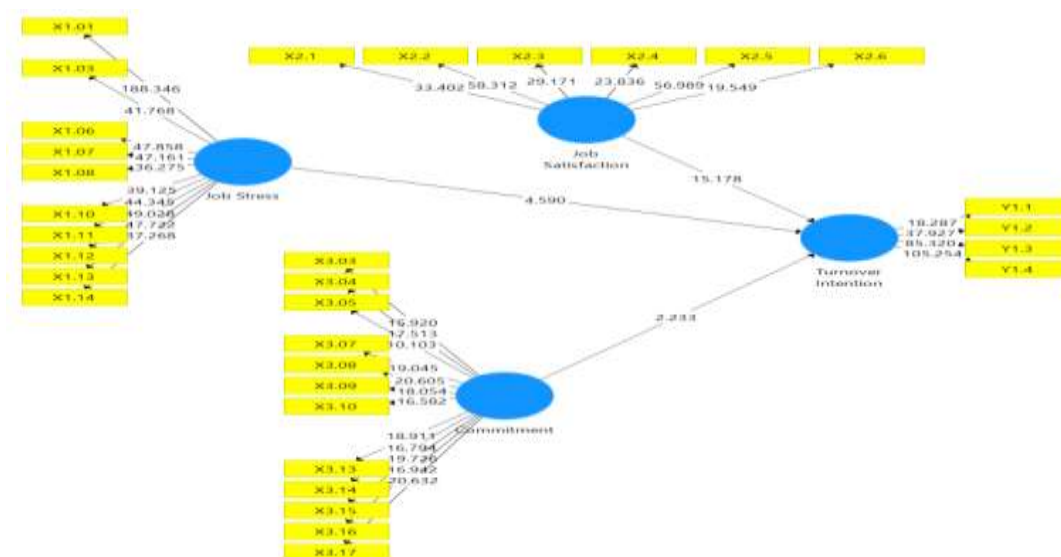 X1.01
X1.03
188.346
41.768
X1.06
X1.07
X1.08
47.858
47.161
36.275
Job Stress
39.125
44.349
49.028
47.722
37.268
X1.10
X1.11
X1.12
X1.13
X1.14
X2.1
X2.2
X2.3
X2.4
X2.5
X2.6
33.402
58.312
29.171
23.836
56.989
19.549
Job
Satisfaction
15.178
4.590
2.233
X3.03
X3.04
X3.05
16.920
17.513
10.103
X3.07
X3.08
X3.09
X3.10
19.045
20.605
18.054
16.502
Commitment
18.911
16.794
19.726
16.942
20.632
X3.13
X3.14
X3.15
X3.16
X3.17
Turnover
Intention
18.287
37.927
85.320
105.254
Y1.1
Y1.2
Y1.3
Y1.4